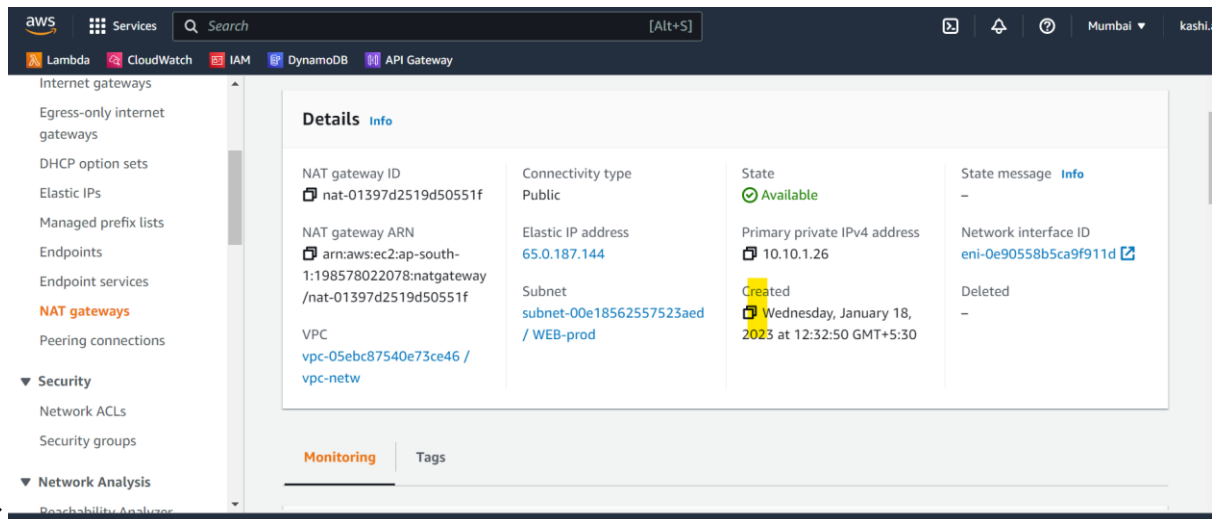 aws Services Search [Alt+S] Mumbai ▼ kashi.a
Lambda CloudWatch IAM DynamoDB API Gateway
Internet gateways
Egress-only internet
gateways
DHCP option sets
Elastic IPs
Managed prefix lists
Endpoints
Endpoint services
NAT gateways
Peering connections
▼ Security
Network ACLs
Security groups
▼ Network Analysis
Reachability Analyzer
Details Info
NAT gateway ID
nat-01397d2519d50551f
NAT gateway ARN
arn:aws:ec2:ap-south-
1:198578022078:natgateway
/nat-01397d2519d50551f
VPC
vpc-05ebc87540e73ce46 /
vpc-netw
Connectivity type
Public
Elastic IP address
65.0.187.144
Subnet
subnet-00e18562557523aed
/ WEB-prod
State
Available
Primary private IPv4 address
10.10.1.26
Created
Wednesday, January 18,
2023 at 12:32:50 GMT+5:30
State message Info
–
Network interface ID
eni-0e90558b5ca9f911d
Deleted
–
Monitoring Tags